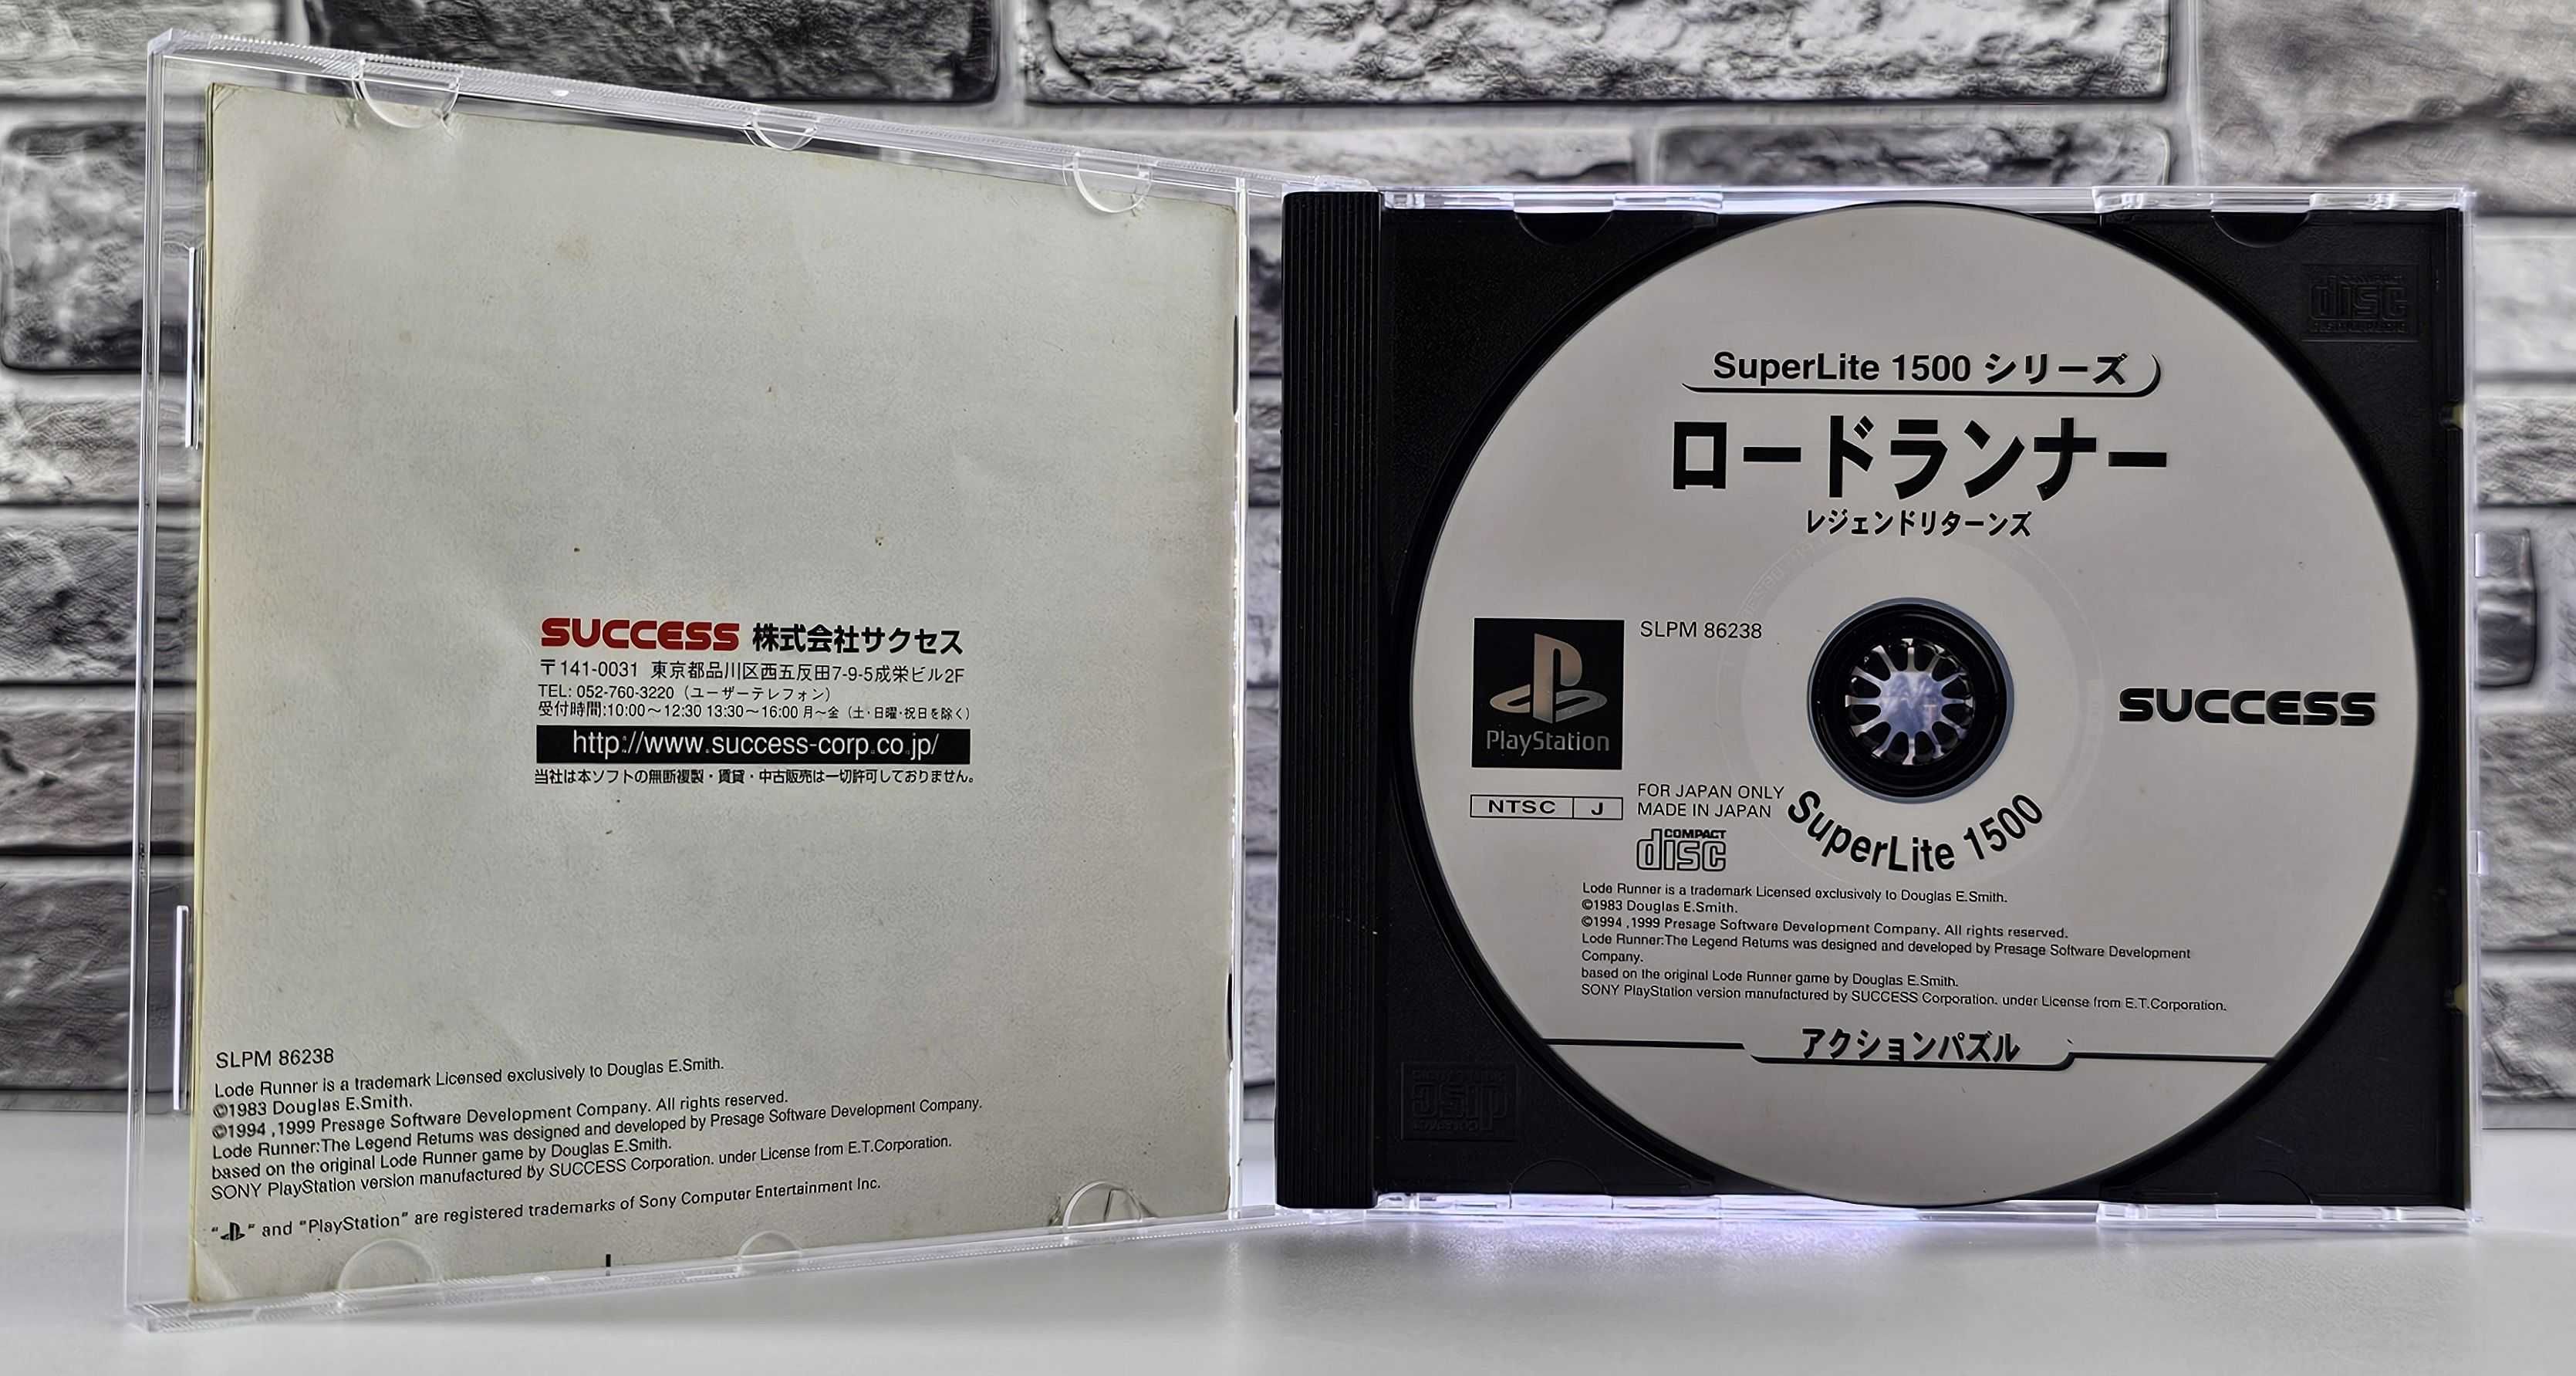 SUCCESS 株式会社サクセス
〒141-0031 東京都品川区西五反田7-9-5成栄ビル2F
TEL: 052-760-3220（ユーザーテレフォン）
受付時間:10:00～12:30 13:30～16:00 月～金（土・日曜・祝日を除く）
http://www.success-corp.co.jp/
当社は本ソフトの無断複製・賃貸・中古販売は一切許可しておりません。
SLPM 86238
Lode Runner is a trademark Licensed exclusively to Douglas E.Smith.
©1983 Douglas E.Smith.
©1994 ,1999 Presage Software Development Company. All rights reserved.
Lode Runner:The Legend Returns was designed and developed by Presage Software Development Company.
based on the original Lode Runner game by Douglas E.Smith.
SONY PlayStation version manufactured by SUCCESS Corporation. under License from E.T.Corporation.
" " and "PlayStation" are registered trademarks of Sony Computer Entertainment Inc.
SuperLite 1500 シリーズ
ロードランナー
レジェンドリターンズ
SLPM 86238
PlayStation
SUCCESS
NTSC J
FOR JAPAN ONLY
MADE IN JAPAN
COMPACT
disc
SuperLite 1500
Lode Runner is a trademark Licensed exclusively to Douglas E.Smith.
©1983 Douglas E.Smith.
©1994 ,1999 Presage Software Development Company. All rights reserved.
Lode Runner:The Legend Returns was designed and developed by Presage Software Development
Company.
based on the original Lode Runner game by Douglas E.Smith.
SONY PlayStation version manufactured by SUCCESS Corporation. under License from E.T.Corporation.
アクションパズル
disc
disc